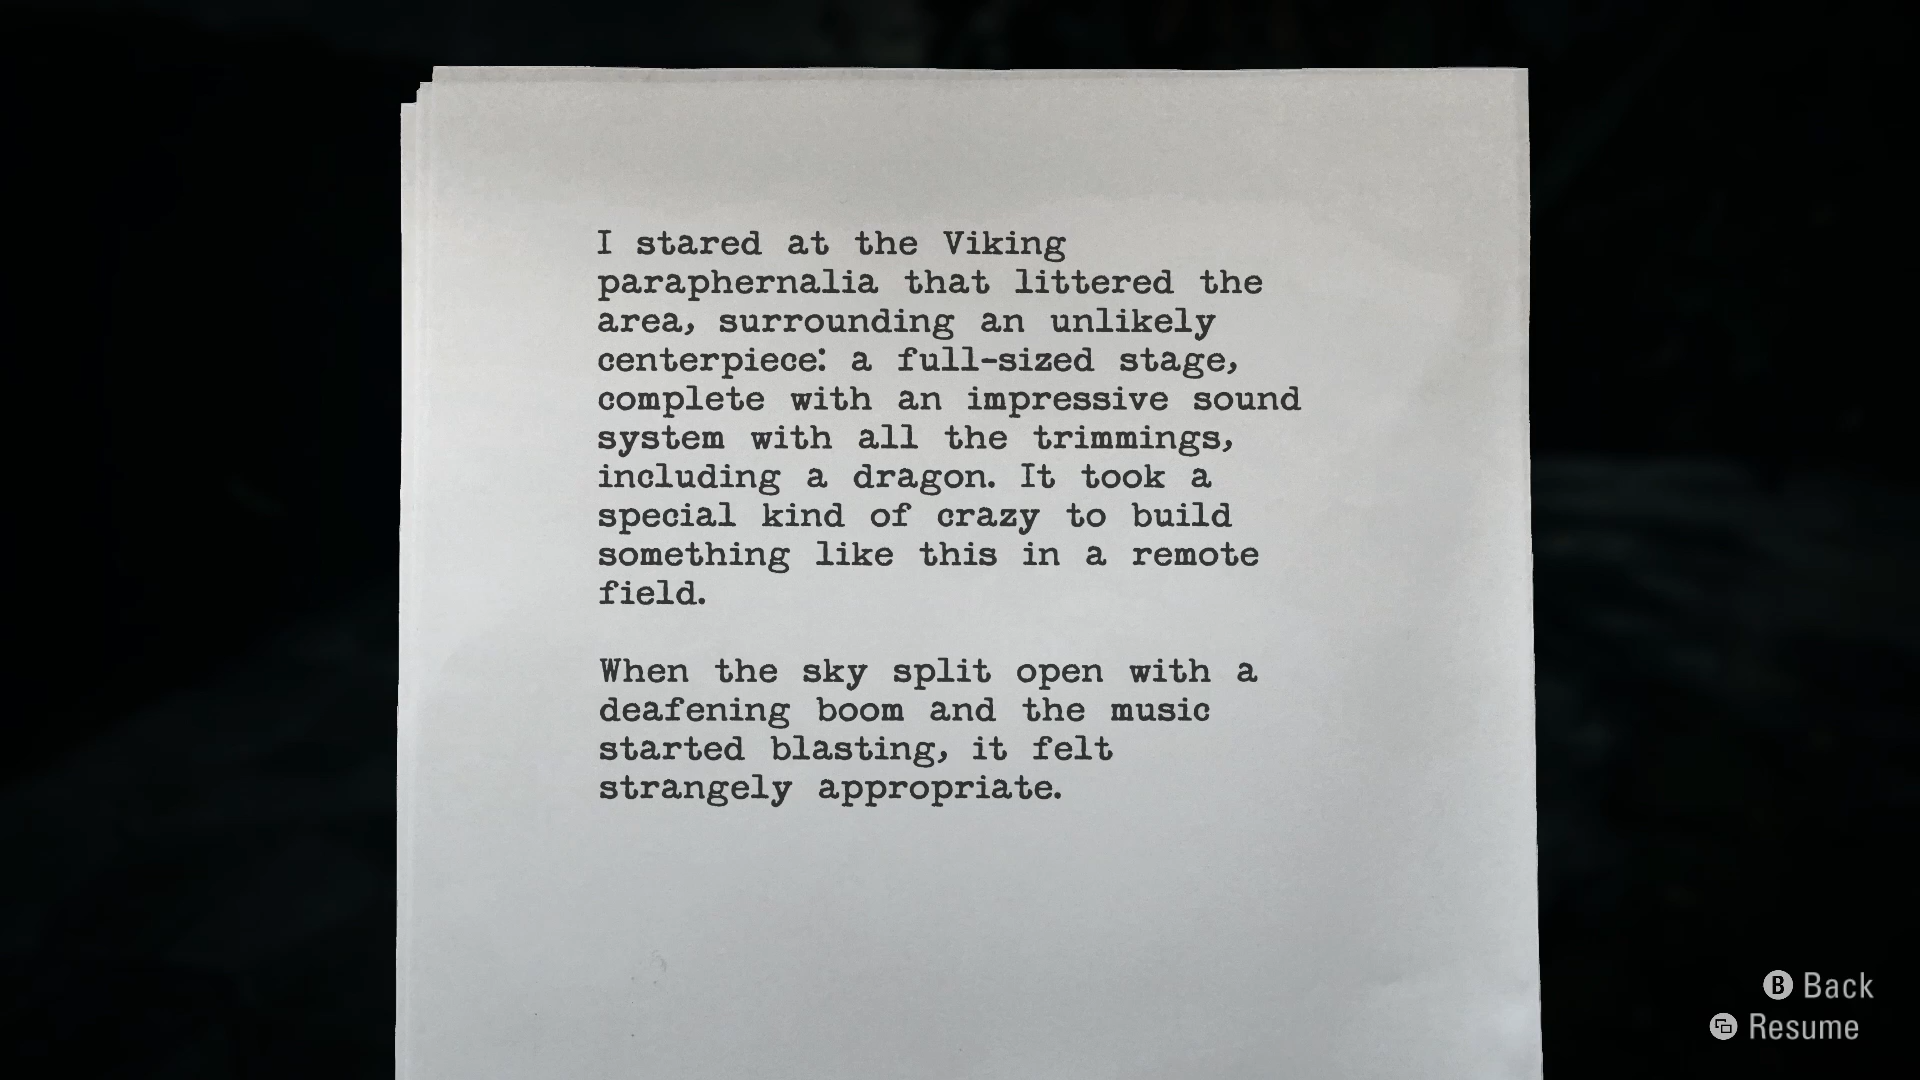 I stared at the Viking
paraphernalia that littered the
area, surrounding an unlikely
centerpiece: a full-sized stage,
complete with an impressive sound
system with all the trimmings,
including a dragon. It took a
special kind of crazy to build
something like this in a remote
field.
When the sky split open with a
deafening boom and the music
started blasting, it felt
strangely appropriate.
B Back
Resume